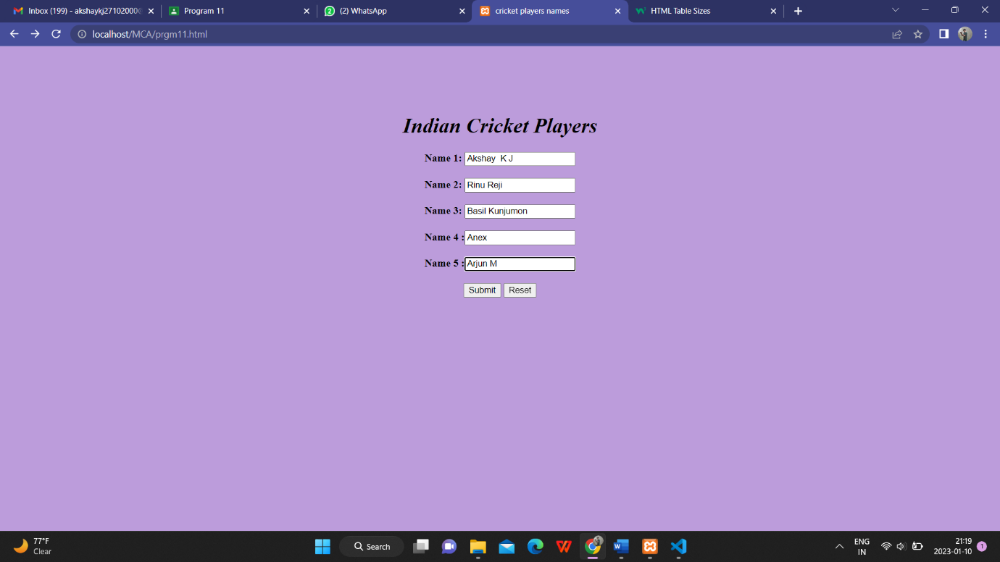 Inbox (199) - akshaykj27102000@
Program 11
(2) WhatsApp
cricket players names
HTML Table Sizes
localhost/MCA/prgm11.html
Indian Cricket Players
Name 1: Akshay  K J
Name 2: Rinu Reji
Name 3: Basil Kunjumon
Name 4 : Anex
Name 5 : Arjun M
Submit Reset
77°F
Clear
Search
ENG
IN
21:19
2023-01-10
1